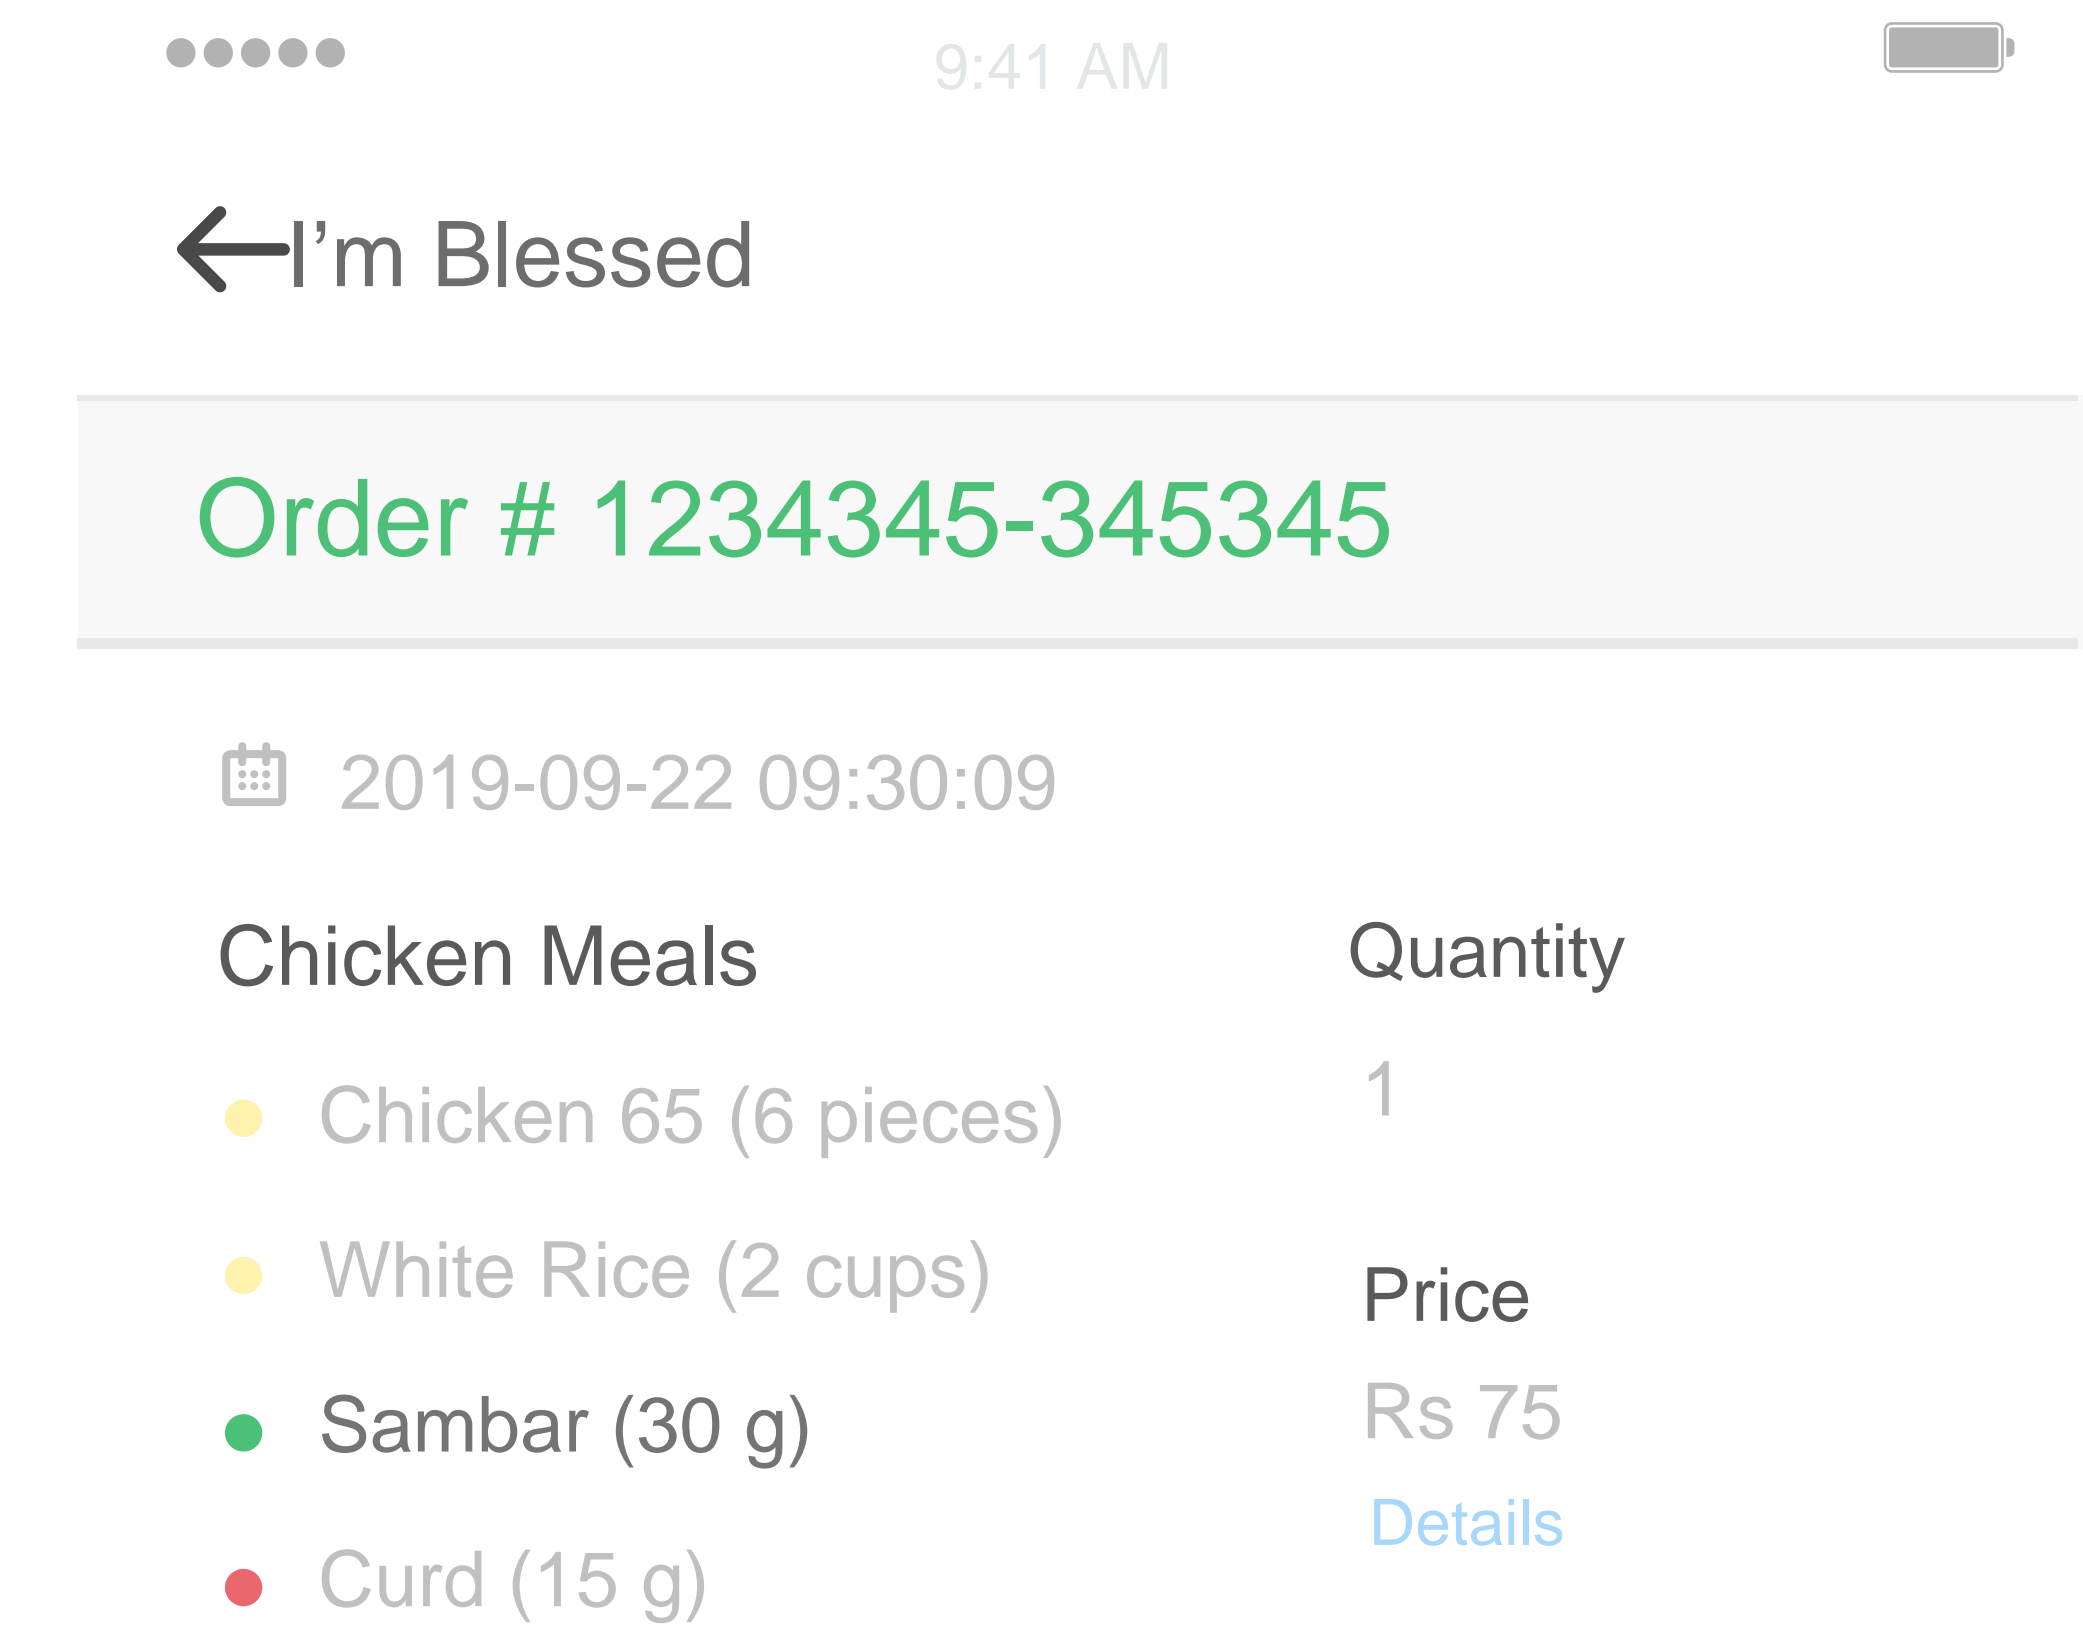 9:41 AM
I’m Blessed
Order # 1234345-345345
2019-09-22 09:30:09
Chicken Meals
Chicken 65 (6 pieces)
White Rice (2 cups)
Sambar (30 g)
Curd (15 g)
Quantity
1
Price
Rs 75
Details